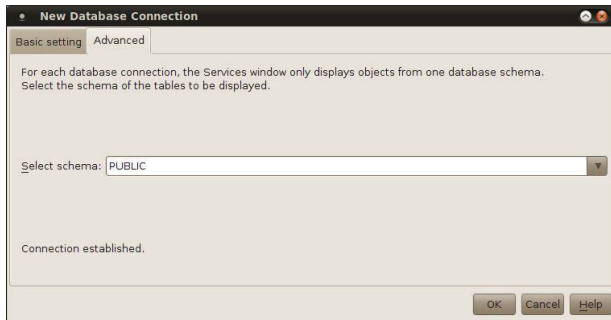 New Database Connection
Basic setting Advanced
For each database connection, the Services window only displays objects from one database schema.
Select the schema of the tables to be displayed.
Select schema: PUBLIC
Connection established.
OK Cancel Help